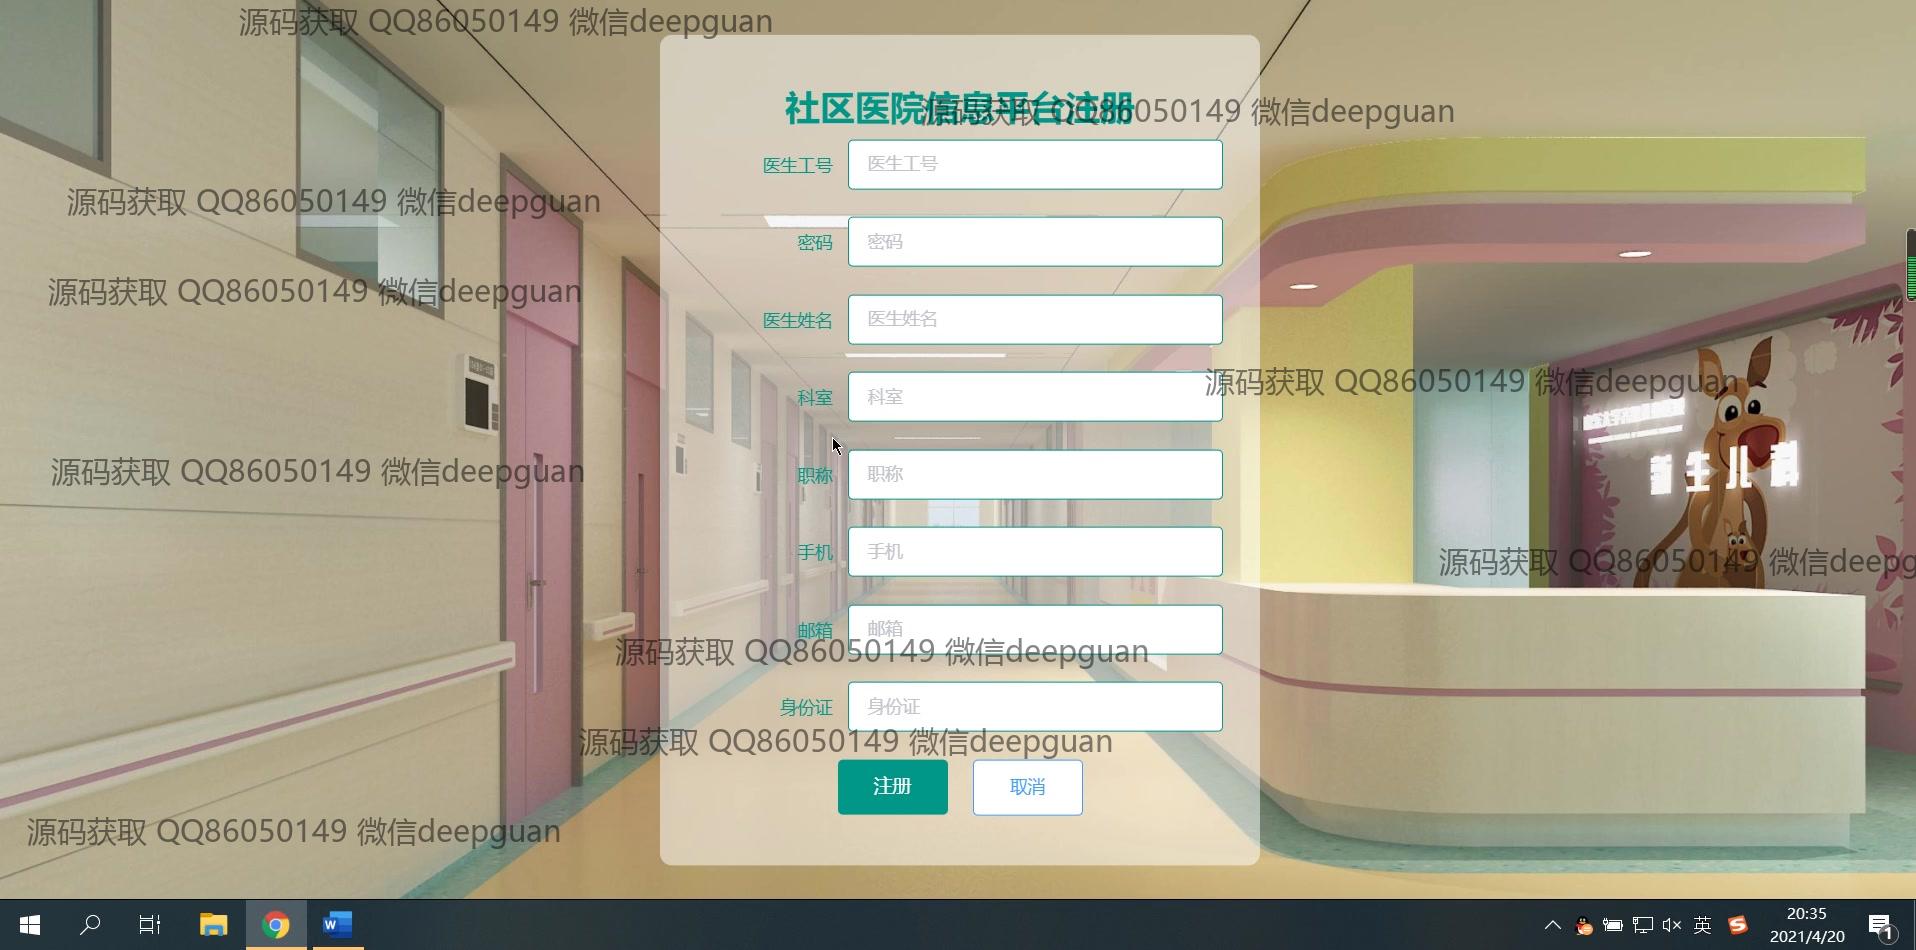 源码获取 QQ86050149 微信deepguan
社区医院信息平台注册
源码获取 QQ86050149 微信deepguan
医生工号 医生工号
源码获取 QQ86050149 微信deepguan
密码 密码
源码获取 QQ86050149 微信deepguan
医生姓名 医生姓名
源码获取 QQ86050149 微信deepguan
科室 科室
源码获取 QQ86050149 微信deepguan
职称 职称
儿科
手机 手机
源码获取 QQ86050149 微信deepg
邮箱 邮箱
源码获取 QQ86050149 微信deepguan
身份证 身份证
源码获取 QQ86050149 微信deepguan
注册 取消
源码获取 QQ86050149 微信deepguan
英
20:35
2021/4/20
1